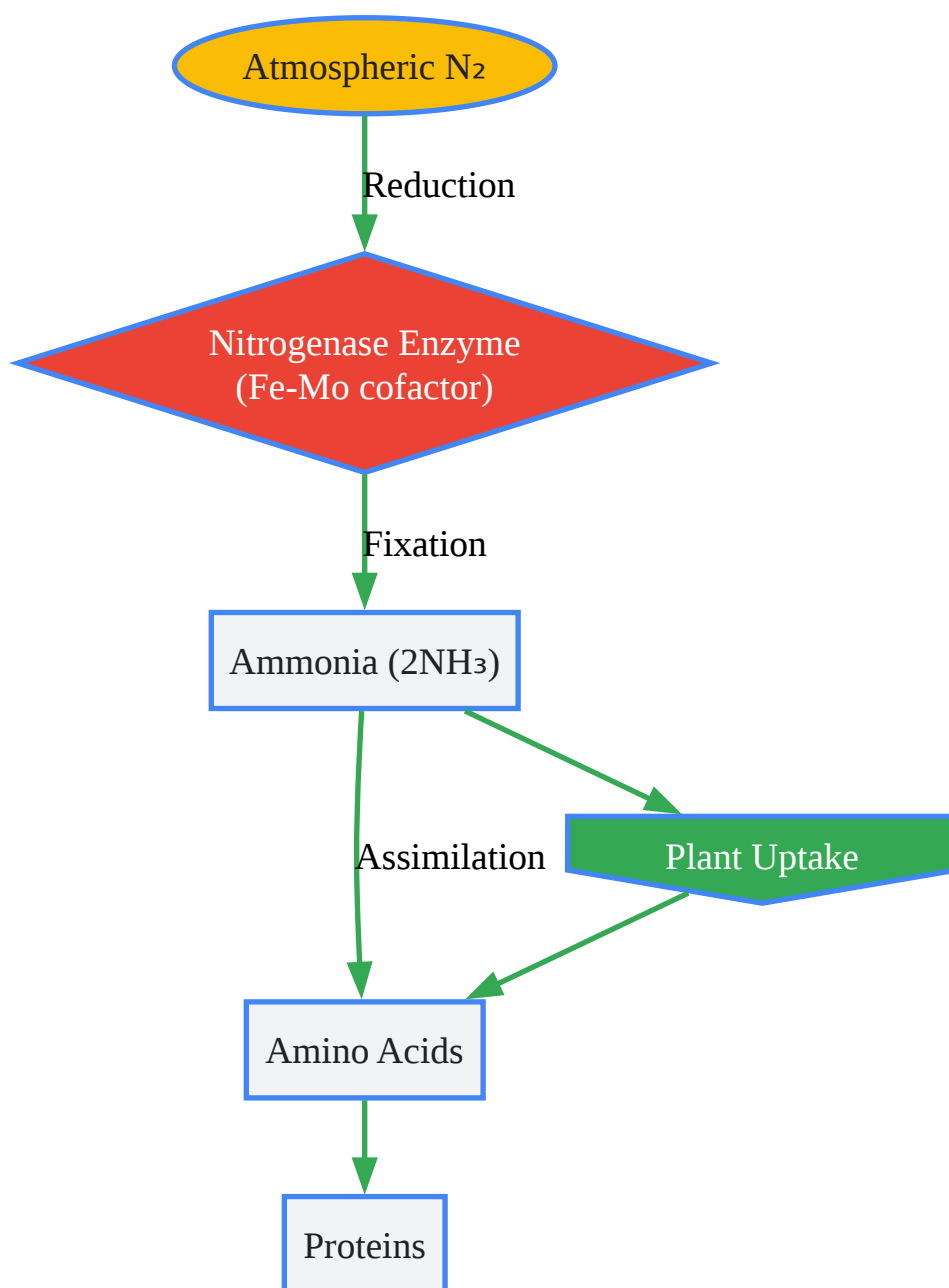 Atmospheric N₂
Reduction
Nitrogenase Enzyme
(Fe-Mo cofactor)
Fixation
Ammonia (2NH₃)
Assimilation
Plant Uptake
Amino Acids
Proteins